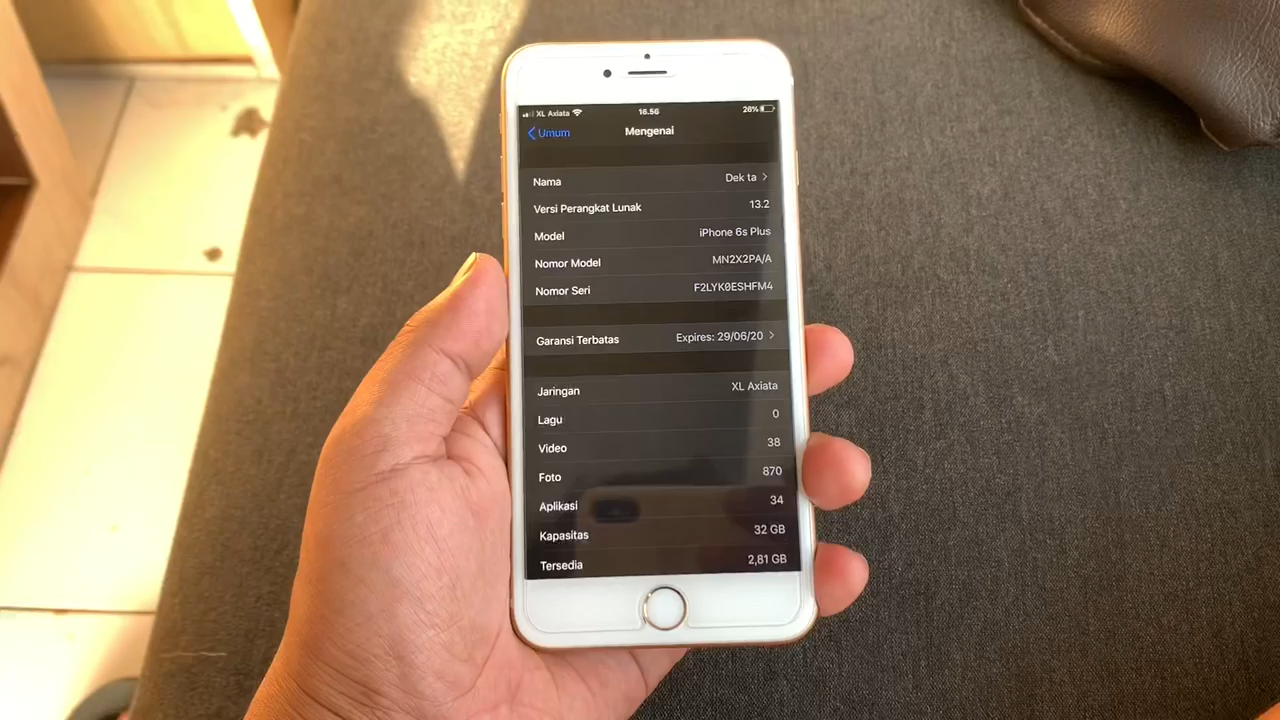 XL Axiata 16.56 26%
Umum Mengenai
Nama Dek ta
Versi Perangkat Lunak 13.2
Model iPhone 6s Plus
Nomor Model MN2X2PA/A
Nomor Seri F2LYK0ESHFM4
Garansi Terbatas Expires: 29/06/20
Jaringan XL Axiata
Lagu 0
Video 38
Foto 870
Aplikasi 34
Kapasitas 32 GB
Tersedia 2,81 GB